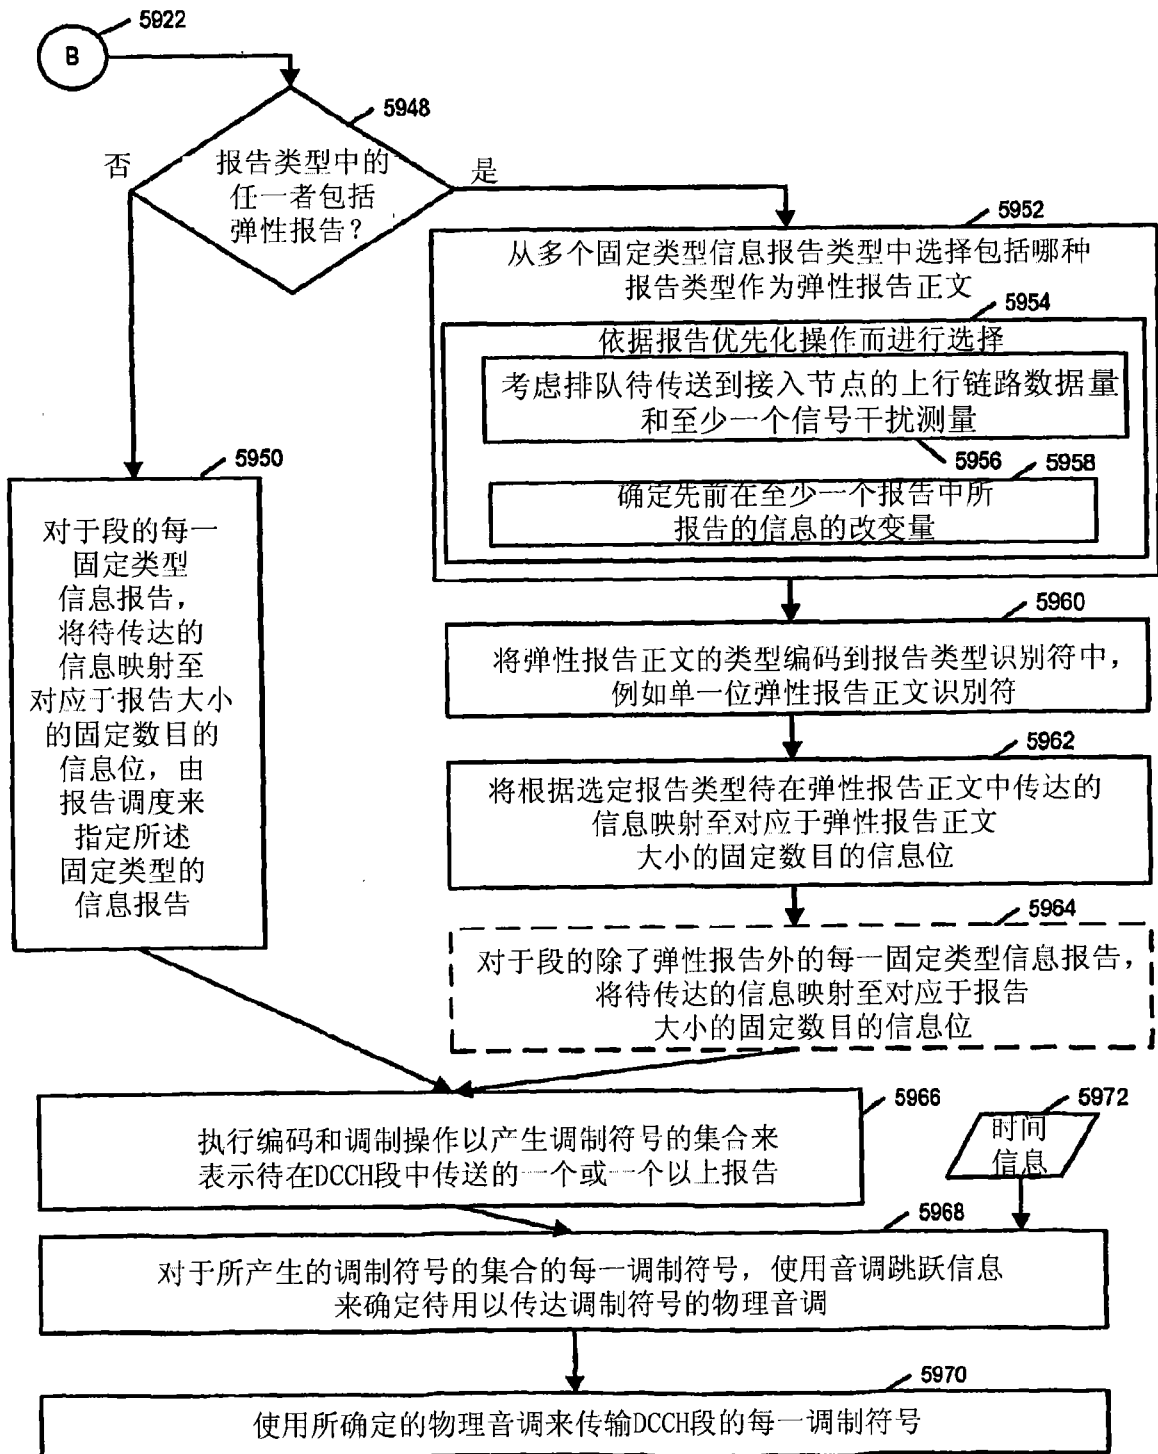 5922
B
5948
否
报告类型中的
任一者包括
弹性报告？
是
5952
从多个固定类型信息报告类型中选择包括哪种
报告类型作为弹性报告正文
5954
依据报告优先化操作而进行选择
考虑排队待传送到接入节点的上行链路数据量
和至少一个信号干扰测量
5956
5958
确定先前在至少一个报告中所
报告的信息的改变量
5950
对于段的每一
固定类型
信息报告，
将待传达的
信息映射至
对应于报告大小
的固定数目的
信息位，由
报告调度来
指定所述
固定类型的
信息报告
5960
将弹性报告正文的类型编码到报告类型识别符中，
例如单一位弹性报告正文识别符
5962
将根据选定报告类型待在弹性报告正文中传达的
信息映射至对应于弹性报告正文
大小的固定数目的信息位
5964
对于段的除了弹性报告外的每一固定类型信息报告，
将待传达的信息映射至对应于报告
大小的固定数目的信息位
5966
执行编码和调制操作以产生调制符号的集合来
表示待在DCCH段中传送的一个或一个以上报告
5972
时间
信息
5968
对于所产生的调制符号的集合的每一调制符号，使用音调跳跃信息
来确定待用以传达调制符号的物理音调
5970
使用所确定的物理音调来传输DCCH段的每一调制符号